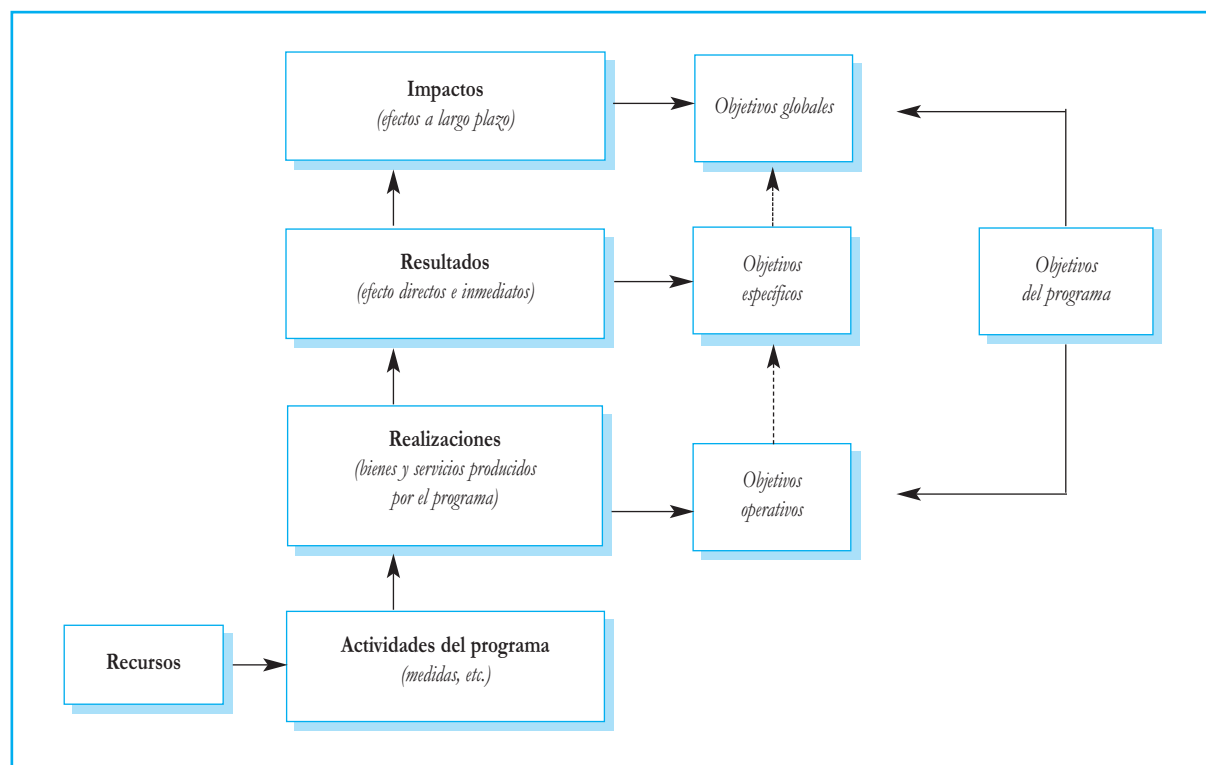 Impactos
(efectos a largo plazo)
Objetivos globales
Resultados
(efecto directos e inmediatos)
Objetivos
específicos
Objetivos
del programa
Realizaciones
(bienes y servicios producidos
por el programa)
Objetivos
operativos
Recursos
Actividades del programa
(medidas, etc.)